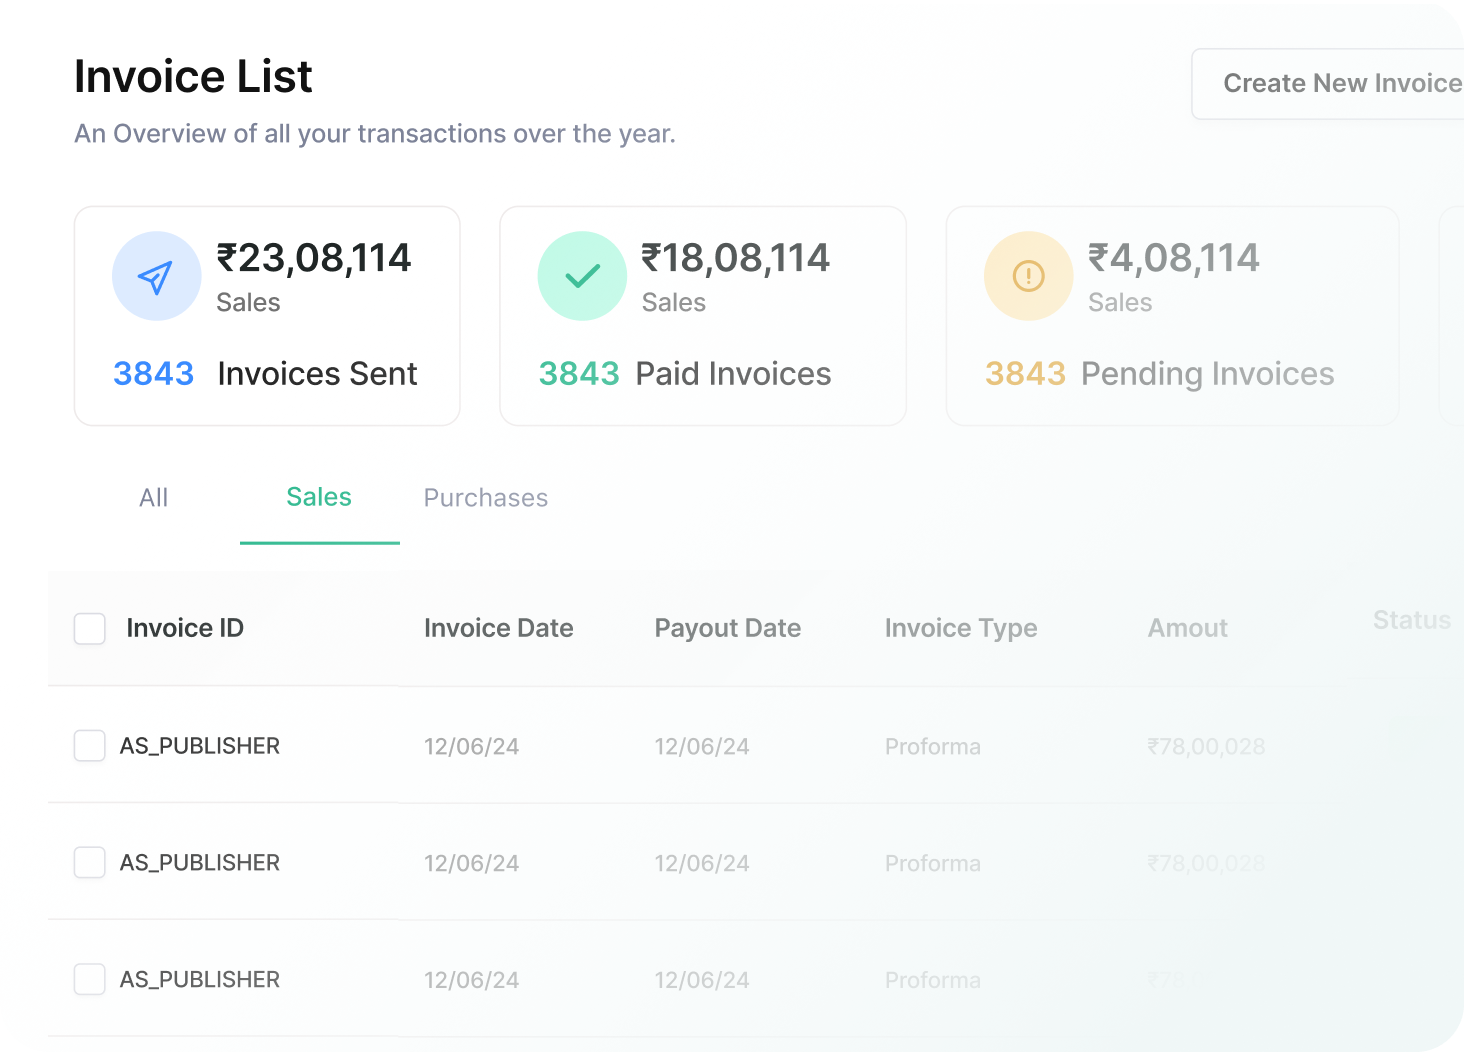 Invoice List
Create New Invoice
An Overview of all your transactions over the year.
₹23,08,114
Sales
3843 Invoices Sent
₹18,08,114
Sales
3843 Paid Invoices
₹4,08,114
Sales
3843 Pending Invoices
All Sales Purchases
Invoice ID Invoice Date Payout Date Invoice Type Amout Status
AS_PUBLISHER 12/06/24 12/06/24 Proforma ₹78,00,028
AS_PUBLISHER 12/06/24 12/06/24 Proforma ₹78,00,028
AS_PUBLISHER 12/06/24 12/06/24 Proforma